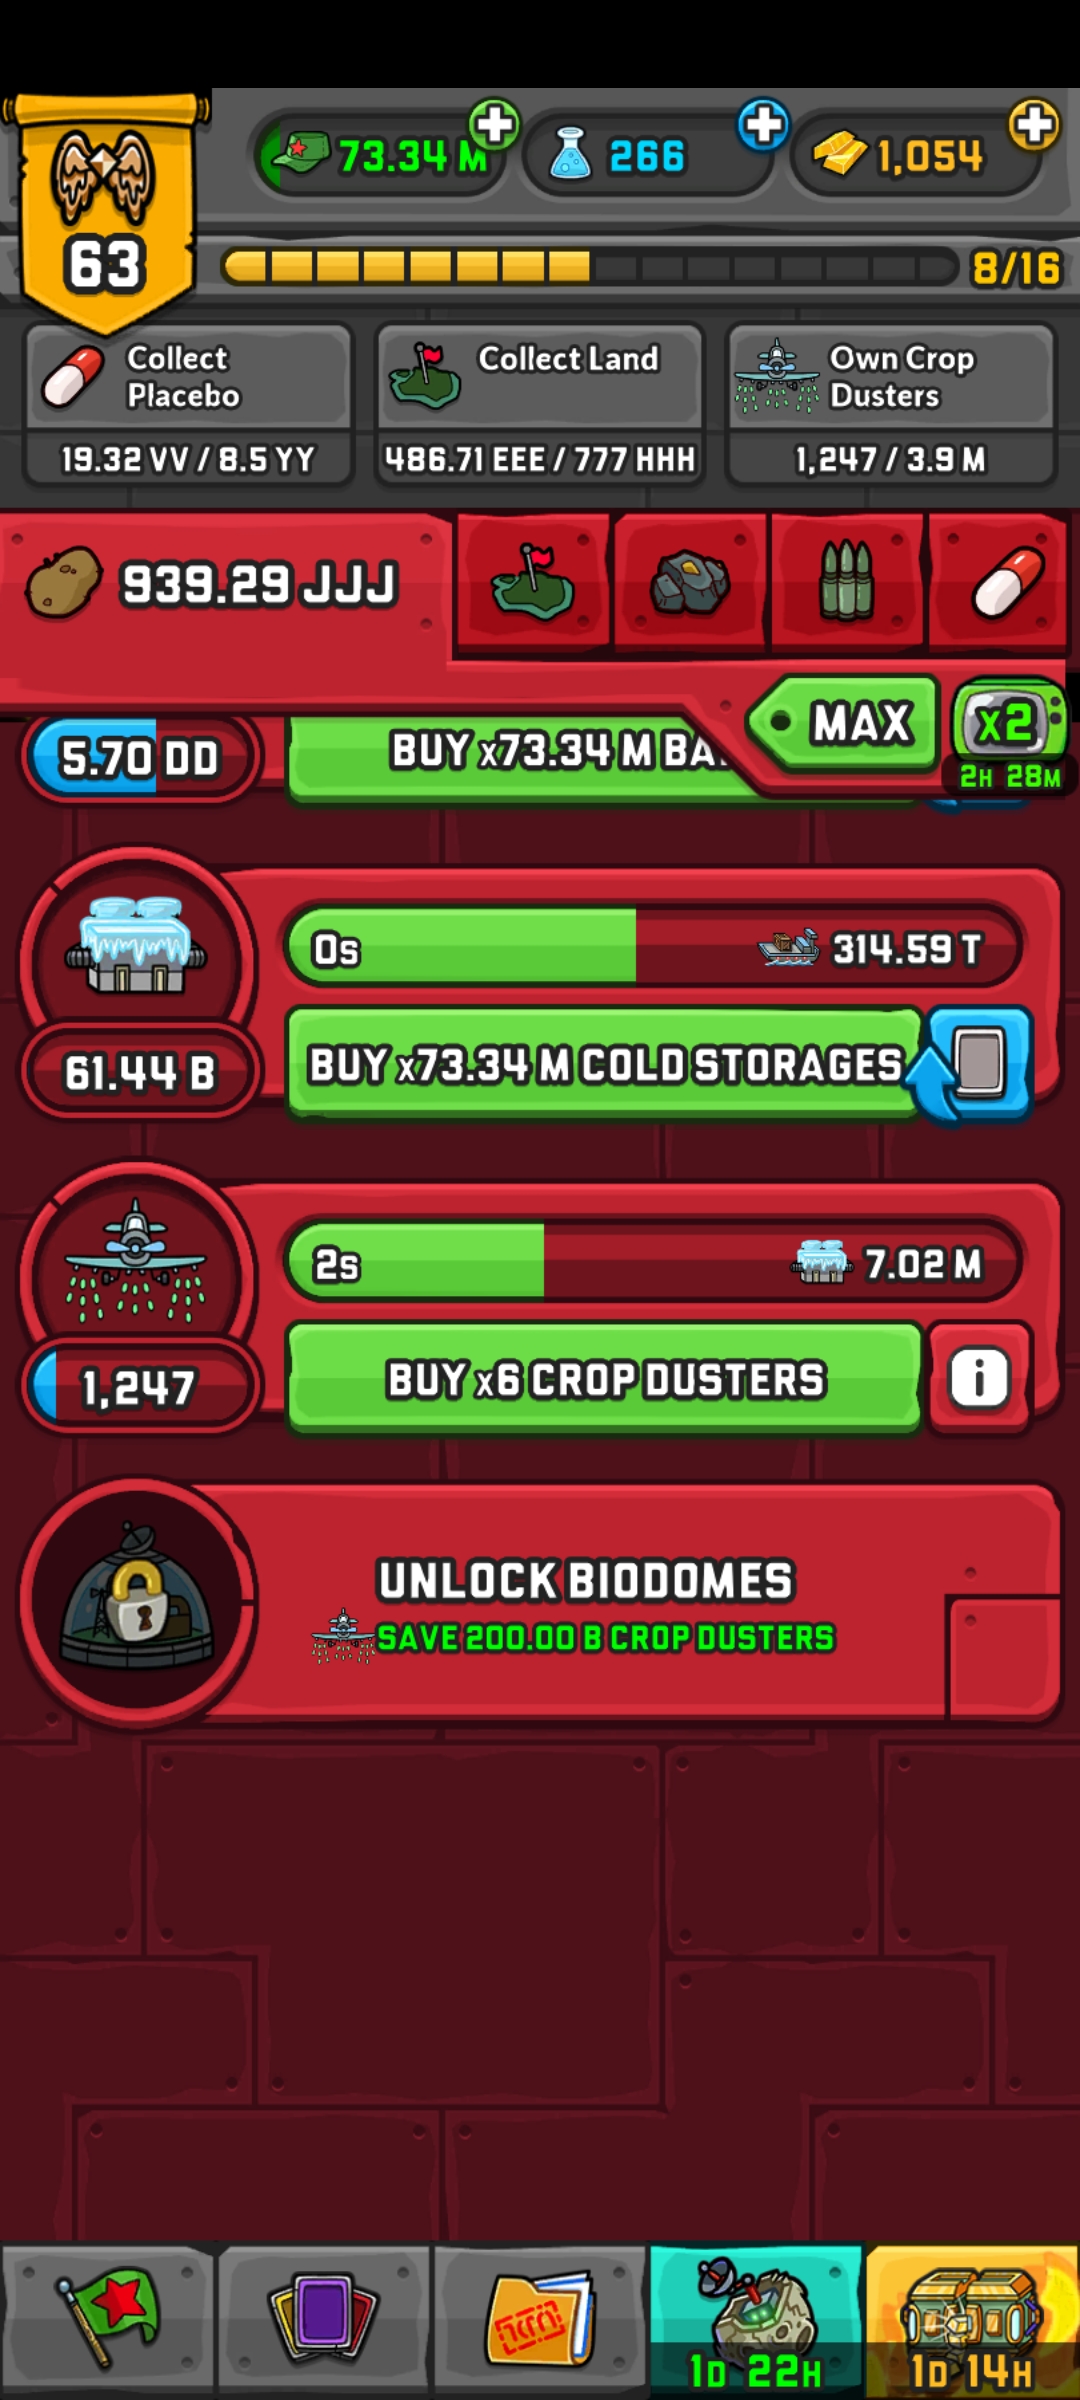 73.34 M
266
1,054
63
8/16
Collect
Placebo
19.32 VV / 8.5 YY
Collect Land
486.71 EEE / 777 HHH
Own Crop
Dusters
1,247 / 3.9 M
939.29 JJJ
MAX
x2
2H 28M
5.70 DD
BUY x73.34 M BA
0s
314.59 T
61.44 B
BUY x73.34 M COLD STORAGES
2s
7.02 M
1,247
BUY x6 CROP DUSTERS
i
UNLOCK BIODOMES
SAVE 200.00 B CROP DUSTERS
1D 22H
1D 14H